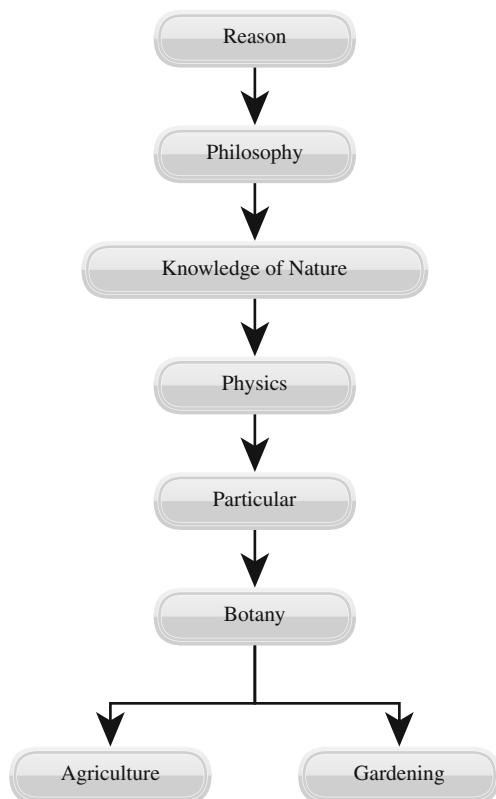 Reason
Philosophy
Knowledge of Nature
Physics
Particular
Botany
Agriculture
Gardening